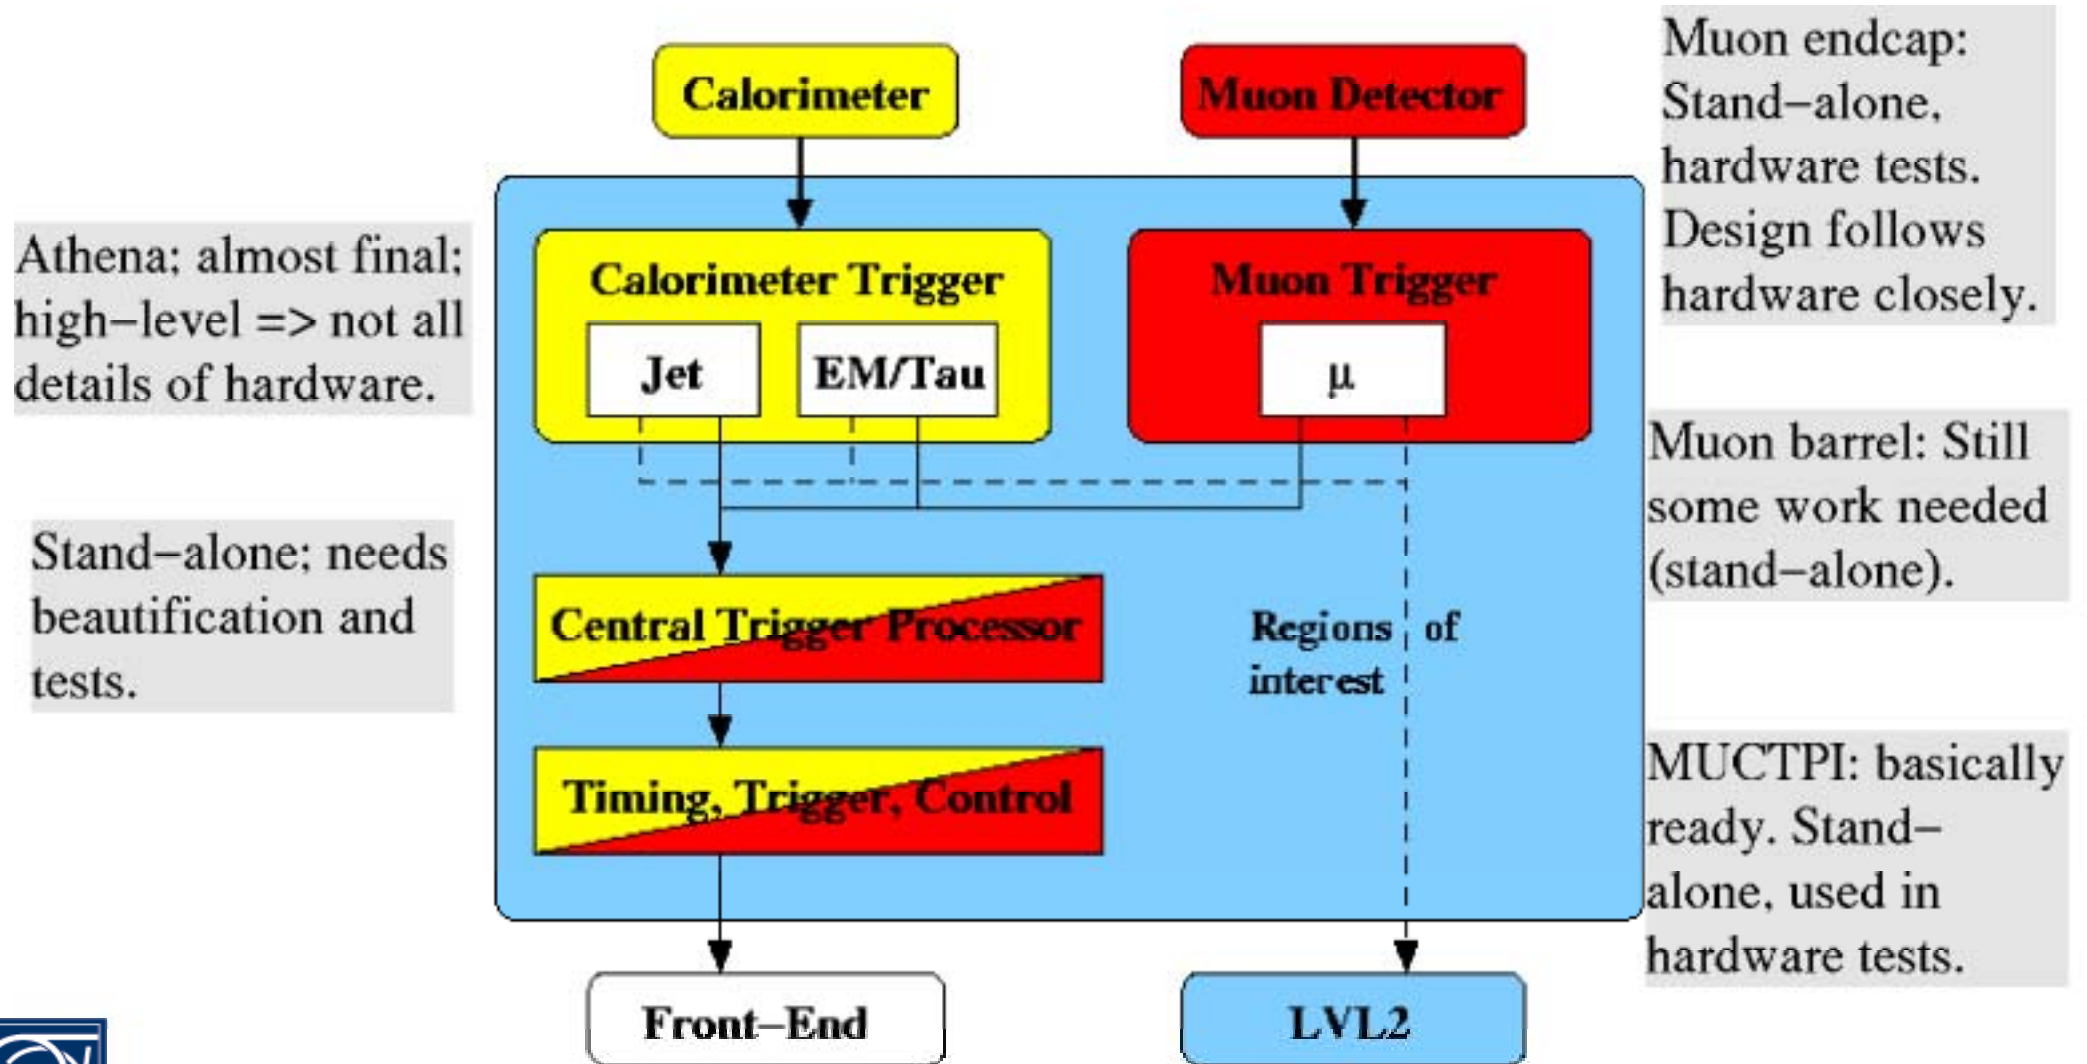 Calorimeter
Muon Detector
Muon endcap:
Stand−alone,
hardware tests.
Design follows
hardware closely.
Athena; almost final;
high−level => not all
details of hardware.
Calorimeter Trigger
Jet
EM/Tau
Muon Trigger
μ
Muon barrel: Still
some work needed
(stand−alone).
Stand−alone; needs
beautification and
tests.
Central Trigger Processor
Regions of
interest
Timing, Trigger, Control
MUCTPI: basically
ready. Stand−
alone, used in
hardware tests.
Front−End
LVL2